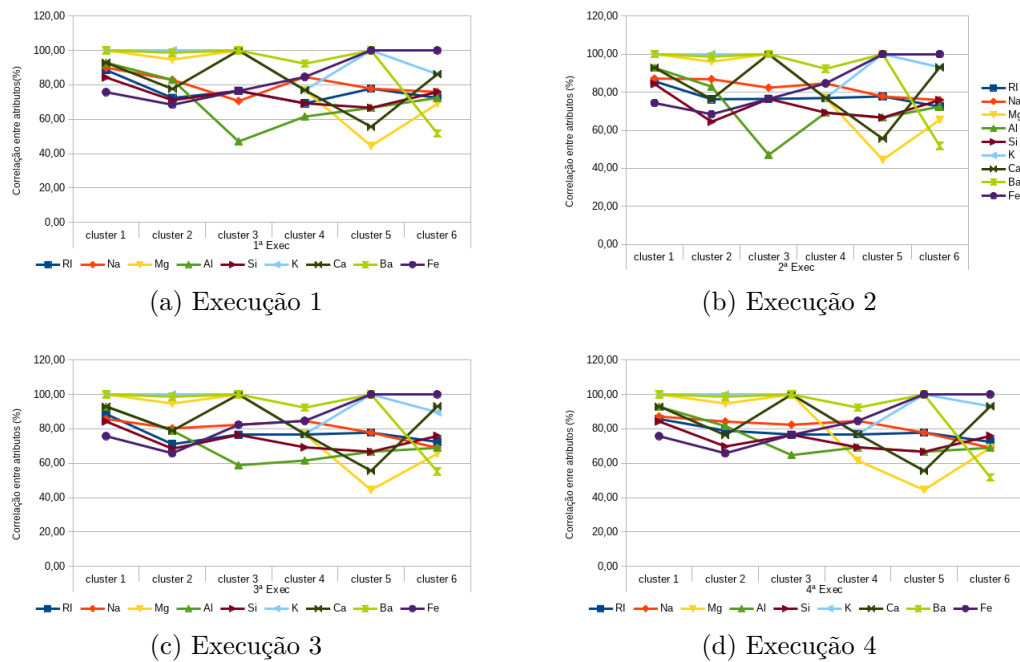 120,00
100,00
80,00
60,00
40,00
20,00
0,00
Correlação entre atributos(%)
cluster 1 cluster 2 cluster 3 cluster 4 cluster 5 cluster 6
1ª Exec
RI Na Mg Al Si K Ca Ba Fe
(a) Execução 1
120,00
100,00
80,00
60,00
40,00
20,00
0,00
Correlação entre atributos (%)
cluster 1 cluster 2 cluster 3 cluster 4 cluster 5 cluster 6
2ª Exec
RI
Na
Mg
Al
Si
K
Ca
Ba
Fe
(b) Execução 2
120,00
100,00
80,00
60,00
40,00
20,00
0,00
Correlação entre atributos (%)
cluster 1 cluster 2 cluster 3 cluster 4 cluster 5 cluster 6
3ª Exec
RI Na Mg Al Si K Ca Ba Fe
(c) Execução 3
120,00
100,00
80,00
60,00
40,00
20,00
0,00
Correlação enre atributos (%)
cluster 1 cluster 2 cluster 3 cluster 4 cluster 5 cluster 6
4ª Exec
RI Na Mg Al Si K Ca Ba Fe
(d) Execução 4